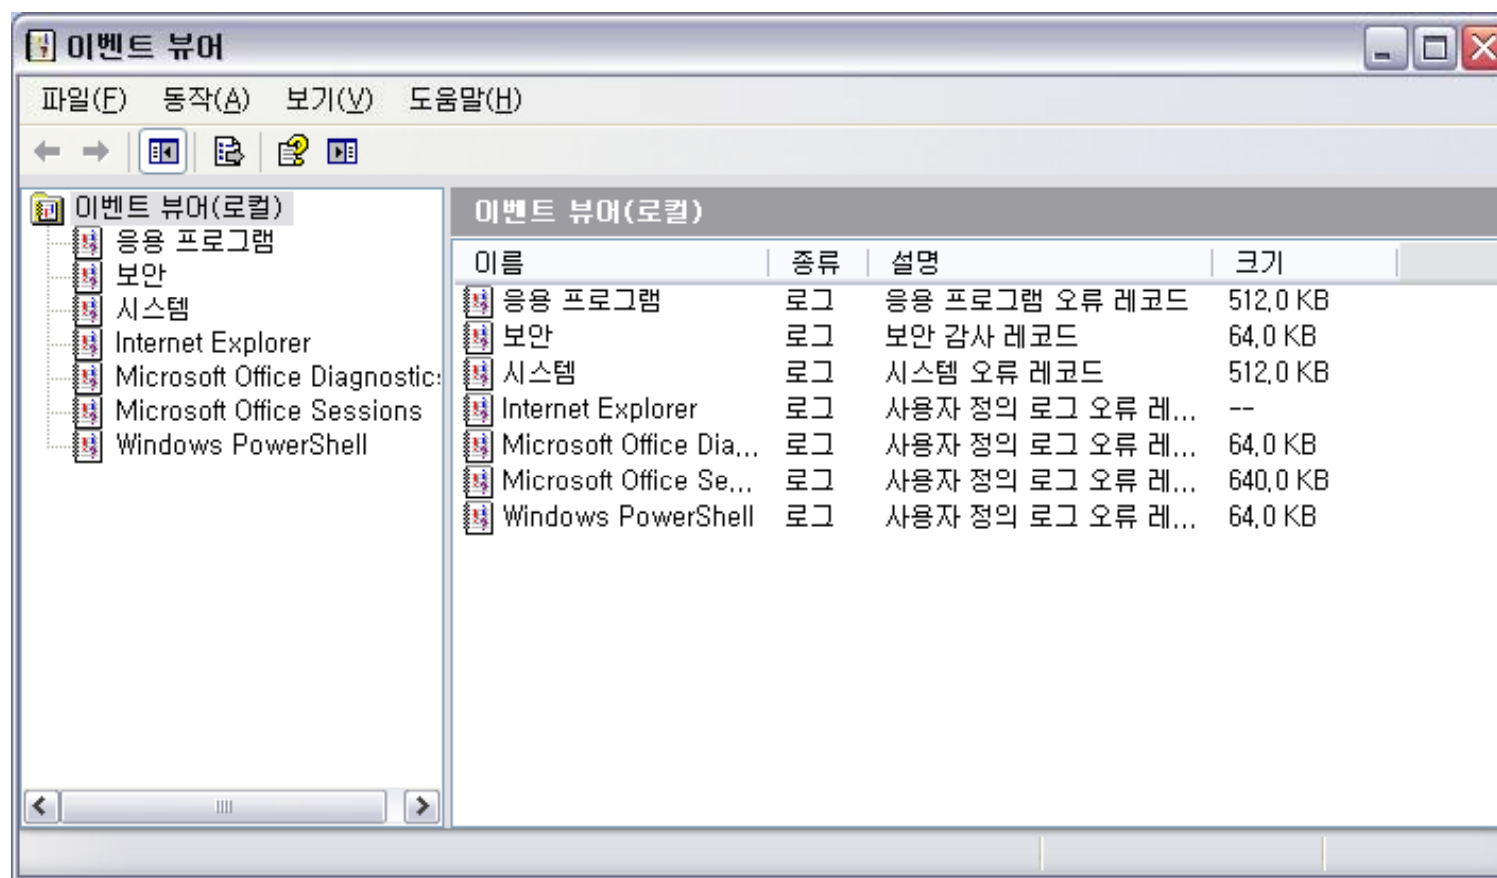 이벤트 뷰어
파일(F) 동작(A) 보기(V) 도움말(H)
이벤트 뷰어(로컬)
응용 프로그램
보안
시스템
Internet Explorer
Microsoft Office Diagnostic
Microsoft Office Sessions
Windows PowerShell
이벤트 뷰어(로컬)
이름 종류 설명 크기
응용 프로그램 로그 응용 프로그램 오류 레코드 512,0 KB
보안 로그 보안 감사 레코드 64,0 KB
시스템 로그 시스템 오류 레코드 512,0 KB
Internet Explorer 로그 사용자 정의 로그 오류 레... --
Microsoft Office Dia... 로그 사용자 정의 로그 오류 레... 64,0 KB
Microsoft Office Se... 로그 사용자 정의 로그 오류 레... 640,0 KB
Windows PowerShell 로그 사용자 정의 로그 오류 레... 64,0 KB